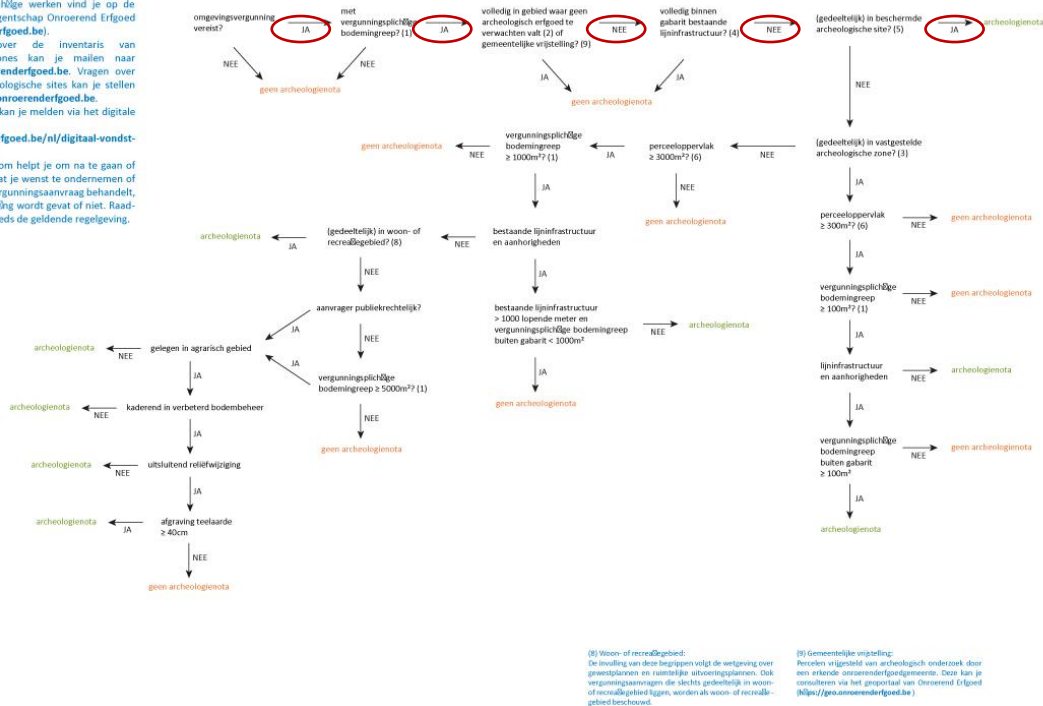 werken vind je op de
gentschap Onroerend Erfgoed
rfgoed.be).
over de inventaris van
ones kan je mailen naar
enderfgoed.be. Vragen over
ologische sites kan je stellen
onroerenderfgoed.be.
kan je melden via het digitale
fgoed.be/nl/digitaal-vondst-
om helpt je om na te gaan of
at je wenst te ondernemen of
rgunningsaanvraag behandelt,
ng wordt gevat of niet. Raad-
eds de geldende regelgeving.
omgevingsvergunning
vereist?
JA
NEE
met
vergunningsplichtige
bodemingreep? (1)
JA
NEE
geen archeologienota
volledig in gebied waar geen
archeologisch erfgoed te
verwachten valt (2) of
gemeentelijke vrijstelling? (9)
NEE
JA
volledig binnen
gabarit bestaande
lijninfrastructuur? (4)
NEE
JA
geen archeologienota
(gedeeltelijk) in beschermde
archeologische site? (5)
JA
archeologienota
NEE
(gedeeltelijk) in vastgestelde
archeologische zone? (3)
NEE
perceeloppervlak
≥ 3000m²? (6)
JA
NEE
geen archeologienota
vergunningsplichtige
bodemingreep
≥ 1000m²? (1)
NEE
geen archeologienota
JA
bestaande lijninfrastructuur
en aanhorigheden
NEE
(gedeeltelijk) in woon- of
recreatiegebied? (8)
JA
archeologienota
NEE
aanvrager publiekrechtelijk?
JA
NEE
vergunningsplichtige
bodemingreep ≥ 5000m²? (1)
JA
NEE
geen archeologienota
JA
bestaande lijninfrastructuur
> 1000 lopende meter en
vergunningsplichtige bodemingreep
buiten gabarit < 1000m²
NEE
archeologienota
JA
geen archeologienota
gelegen in agrarisch gebied
NEE
archeologienota
JA
kaderend in verbeterd bodembeheer
NEE
archeologienota
JA
uitsluitend reliëfwijziging
NEE
archeologienota
JA
afgraving teelaarde
≥ 40cm
JA
archeologienota
NEE
geen archeologienota
JA
perceeloppervlak
≥ 300m²? (6)
NEE
geen archeologienota
JA
vergunningsplichtige
bodemingreep
≥ 100m²? (1)
NEE
geen archeologienota
JA
lijninfrastructuur
en aanhorigheden
NEE
archeologienota
JA
vergunningsplichtige
bodemingreep
buiten gabarit
≥ 100m²
NEE
geen archeologienota
JA
archeologienota
(8) Woon- of recreatiegebied:
De invulling van deze begrippen volgt de wetgeving over
gewestplannen en ruimtelijke uitvoeringsplannen. Ook
vergunningsaanvragen die slechts gedeeltelijk in woon-
of recreatiegebied liggen, worden als woon- of recreatie-
gebied beschouwd.
(9) Gemeentelijke vrijstelling:
Percelen vrijgesteld van archeologisch onderzoek door
een erkende onroerenderfgoedgemeente. Deze kan je
consulteren via het geoportaal van Onroerend Erfgoed
(https://geo.onroerenderfgoed.be)